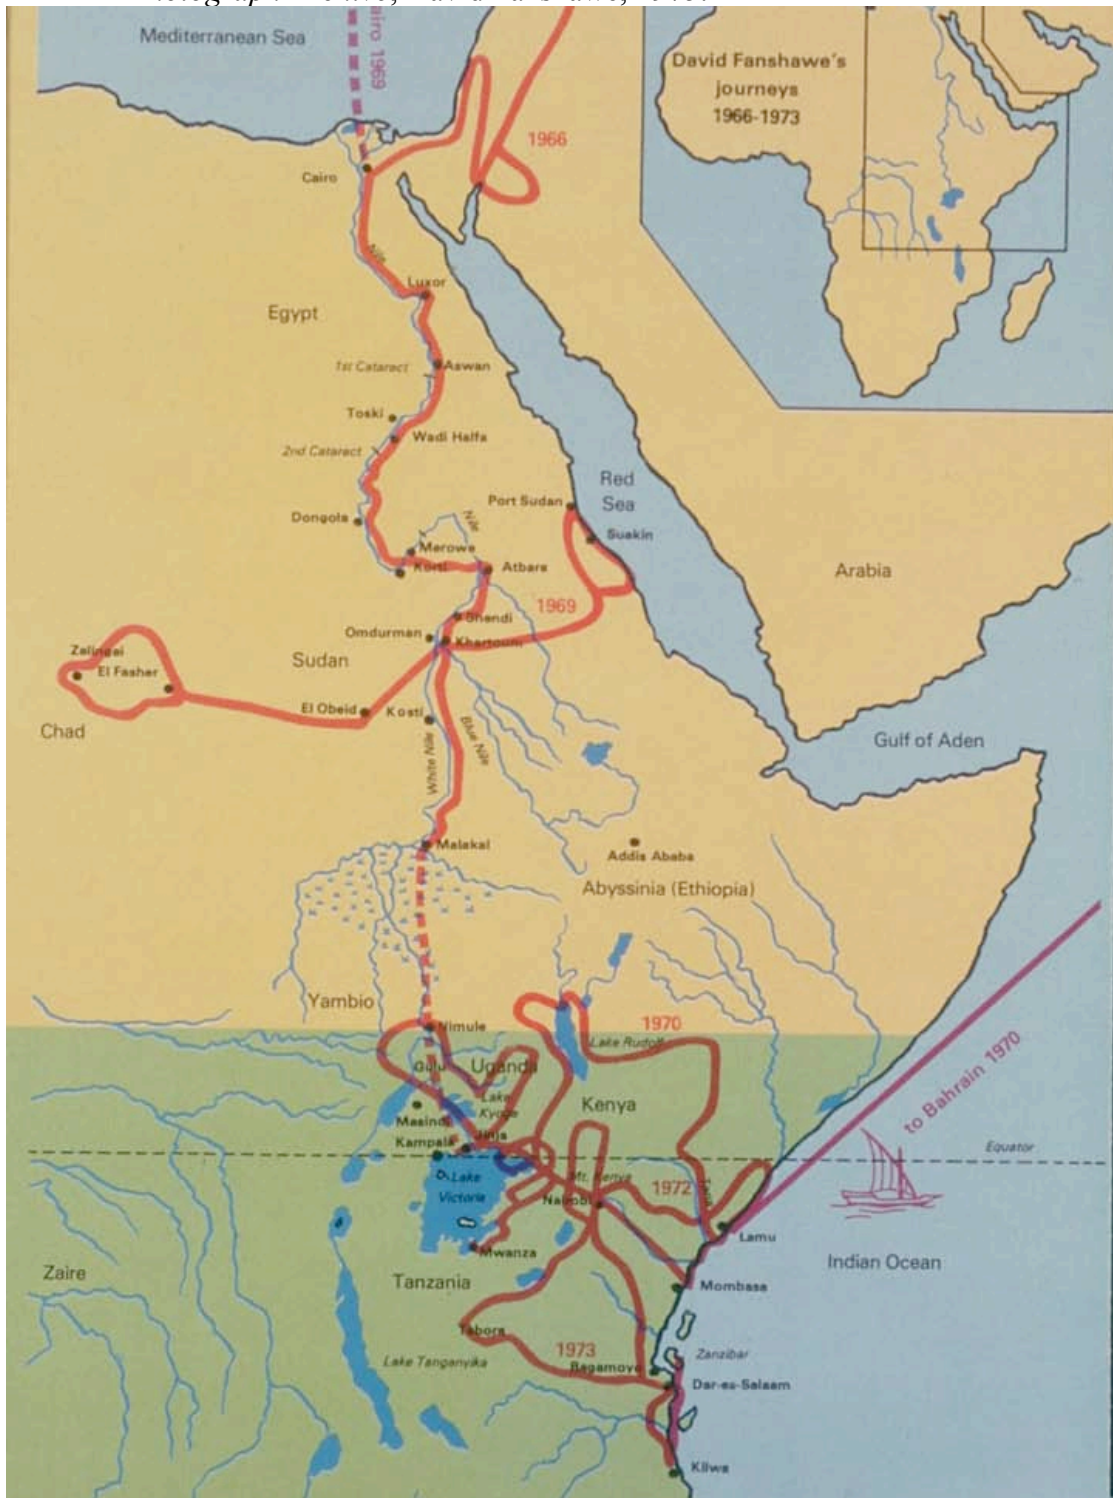 Mediterranean Sea
Cairo 1969
David Fanshawe's
journeys
1966-1973
1966
Cairo
Nile
Luxor
Egypt
1st Cataract
Aswan
Toski
Wadi Halfa
2nd Cataract
Red
Sea
Port Sudan
Nile
Dongola
Suakin
Merowe
Korti
Atbara
Arabia
1969
Shendi
Omdurman
Khartoum
Zalingei
Sudan
El Fasher
El Obeid
Kosti
Chad
Blue Nile
White Nile
Gulf of Aden
Malakal
Addis Ababa
Abyssinia (Ethiopia)
Yambio
Nimule
1970
Lake Rudolf
to Bahrain 1970
Gulu
Uganda
Lake
Kyoga
Kenya
Masindi
Jinja
Kampala
Equator
Lake
Victoria
Mt. Kenya
1972
Tana
Nairobi
Lamu
Mwanza
Indian Ocean
Zaire
Tanzania
Mombasa
Tabora
1973
Zanzibar
Lake Tanganyika
Bagamoyo
Dar-es-Salaam
Kilwa